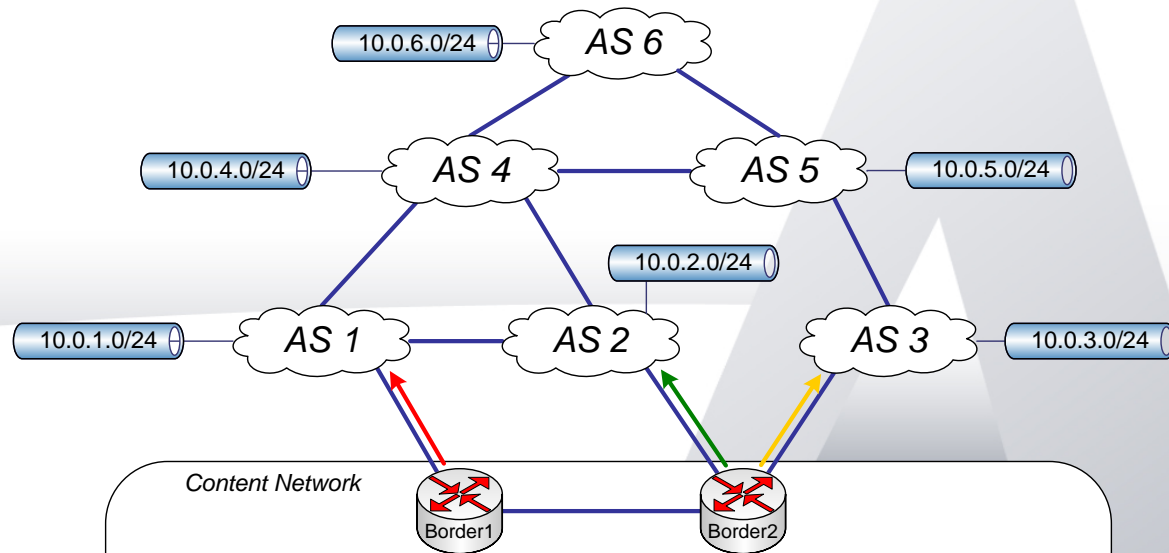 10.0.6.0/24
AS 6
10.0.4.0/24
AS 4
AS 5
10.0.5.0/24
10.0.2.0/24
10.0.1.0/24
AS 1
AS 2
AS 3
10.0.3.0/24
Content Network
Border1
Border2